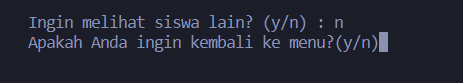 Ingin melihat siswa lain? (y/n) : n
Apakah Anda ingin kembali ke menu?(y/n)